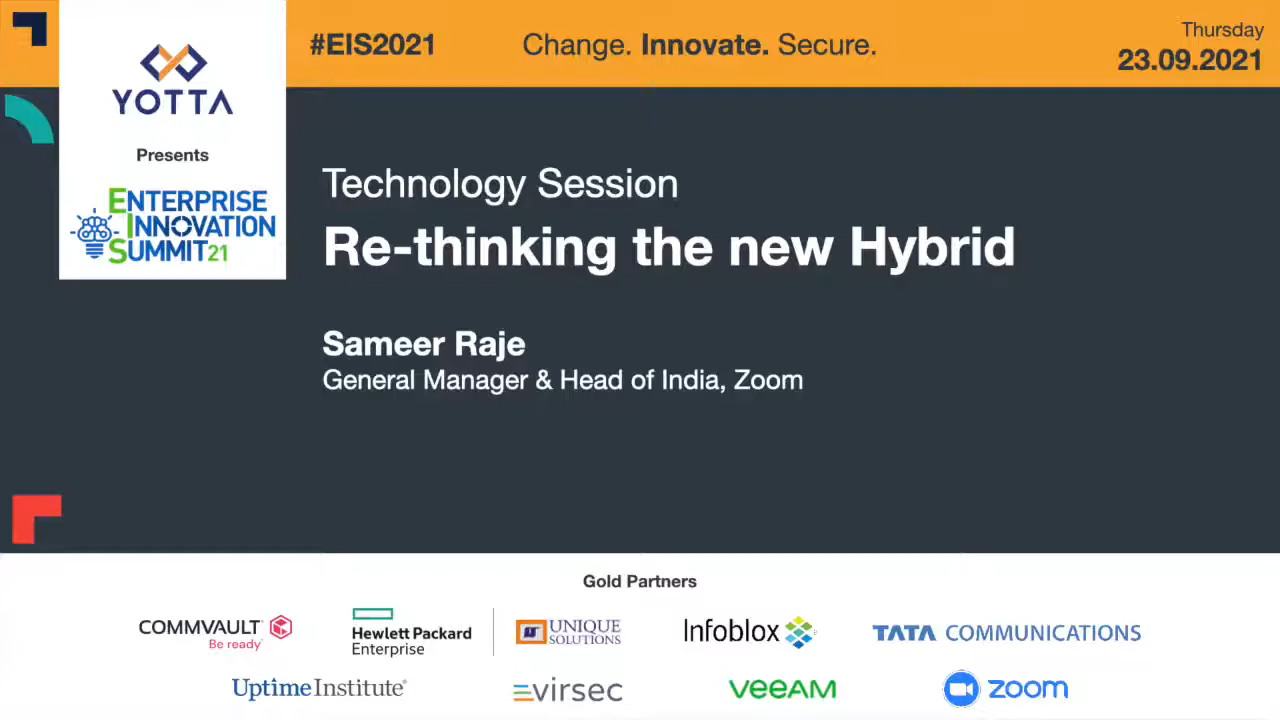 #EIS2021
Change. Innovate. Secure.
Thursday
23.09.2021
YOTTA
Presents
ENTERPRISE
INNOVATION
SUMMIT21
Technology Session
Re-thinking the new Hybrid
Sameer Raje
General Manager & Head of India, Zoom
Gold Partners
COMMVAULT
Be ready
Hewlett Packard
Enterprise
UNIQUE
SOLUTIONS
Infoblox
TATA COMMUNICATIONS
UptimeInstitute®
virsec
veeAM
zoom